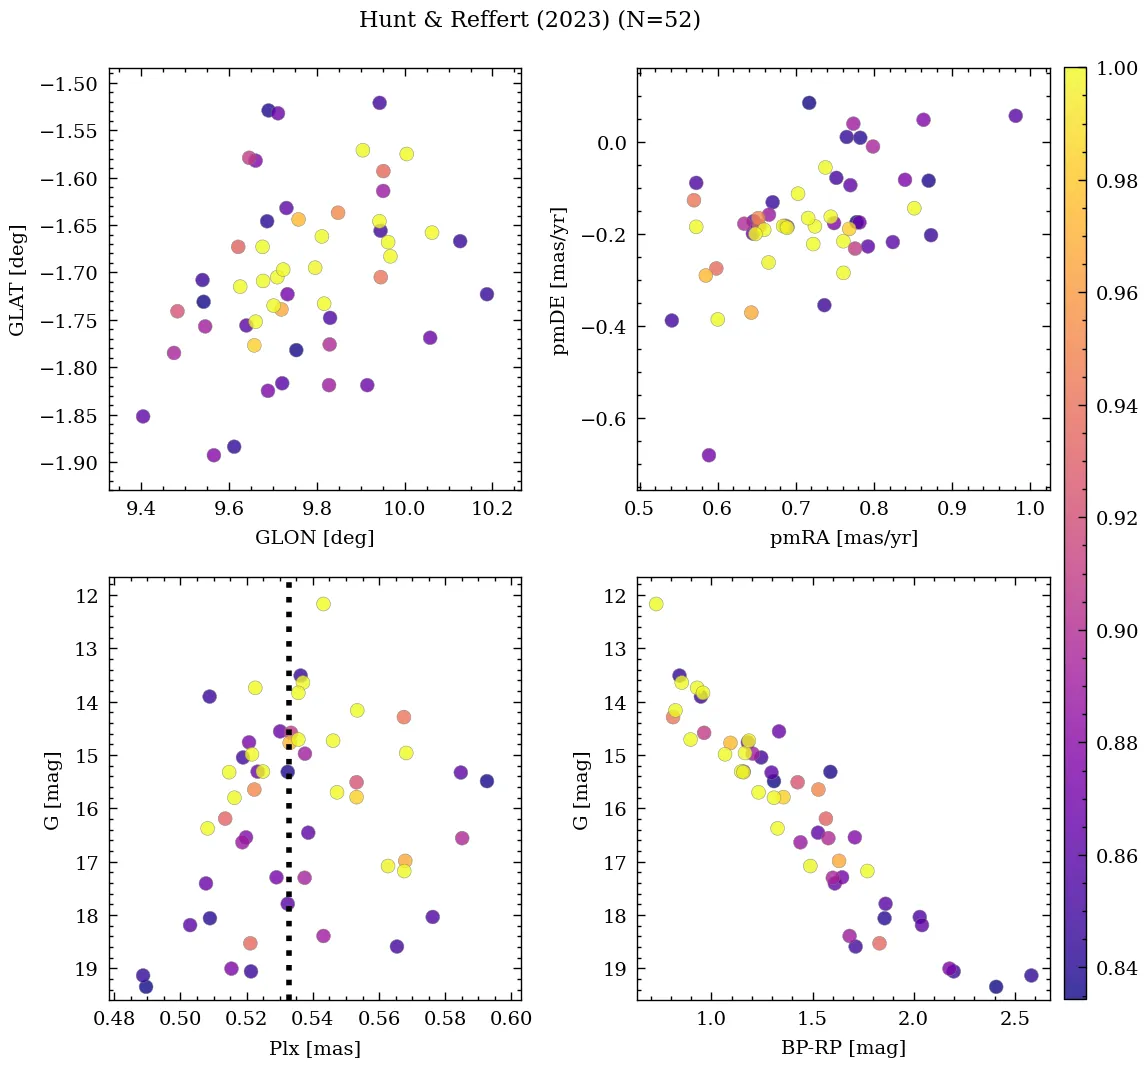 Hunt & Reffert (2023) (N=52)
−1.50
−1.55
−1.60
−1.65
−1.70
−1.75
−1.80
−1.85
−1.90
GLAT [deg]
9.4 9.6 9.8 10.0 10.2
GLON [deg]
0.0
−0.2
−0.4
−0.6
pmDE [mas/yr]
0.5 0.6 0.7 0.8 0.9 1.0
pmRA [mas/yr]
12
13
14
15
16
17
18
19
G [mag]
0.48 0.50 0.52 0.54 0.56 0.58 0.60
Plx [mas]
12
13
14
15
16
17
18
19
G [mag]
1.0 1.5 2.0 2.5
BP-RP [mag]
1.00
0.98
0.96
0.94
0.92
0.90
0.88
0.86
0.84